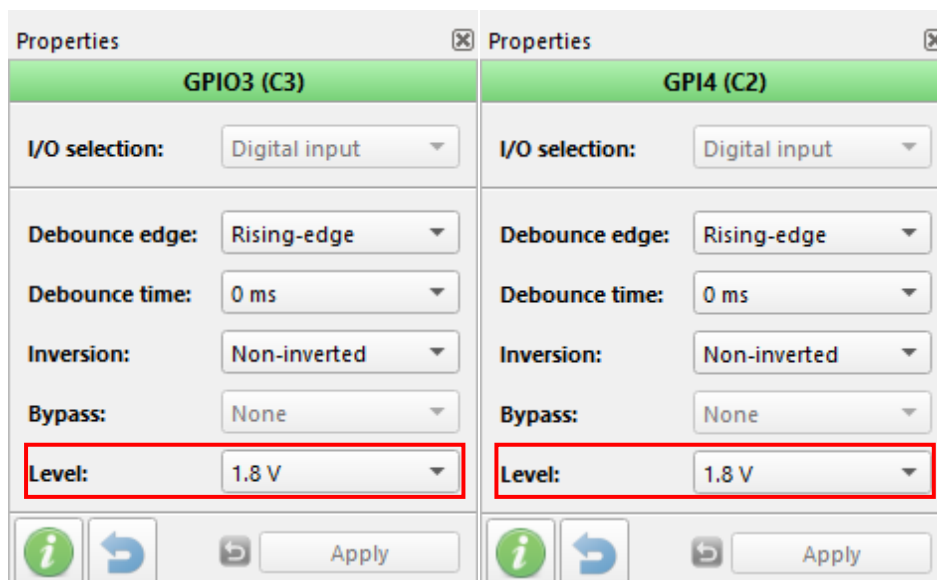 Properties
GPIO3 (C3)
I/O selection: Digital input
Debounce edge: Rising-edge
Debounce time: 0 ms
Inversion: Non-inverted
Bypass: None
Level: 1.8 V
Apply
Properties
GPI4 (C2)
I/O selection: Digital input
Debounce edge: Rising-edge
Debounce time: 0 ms
Inversion: Non-inverted
Bypass: None
Level: 1.8 V
Apply